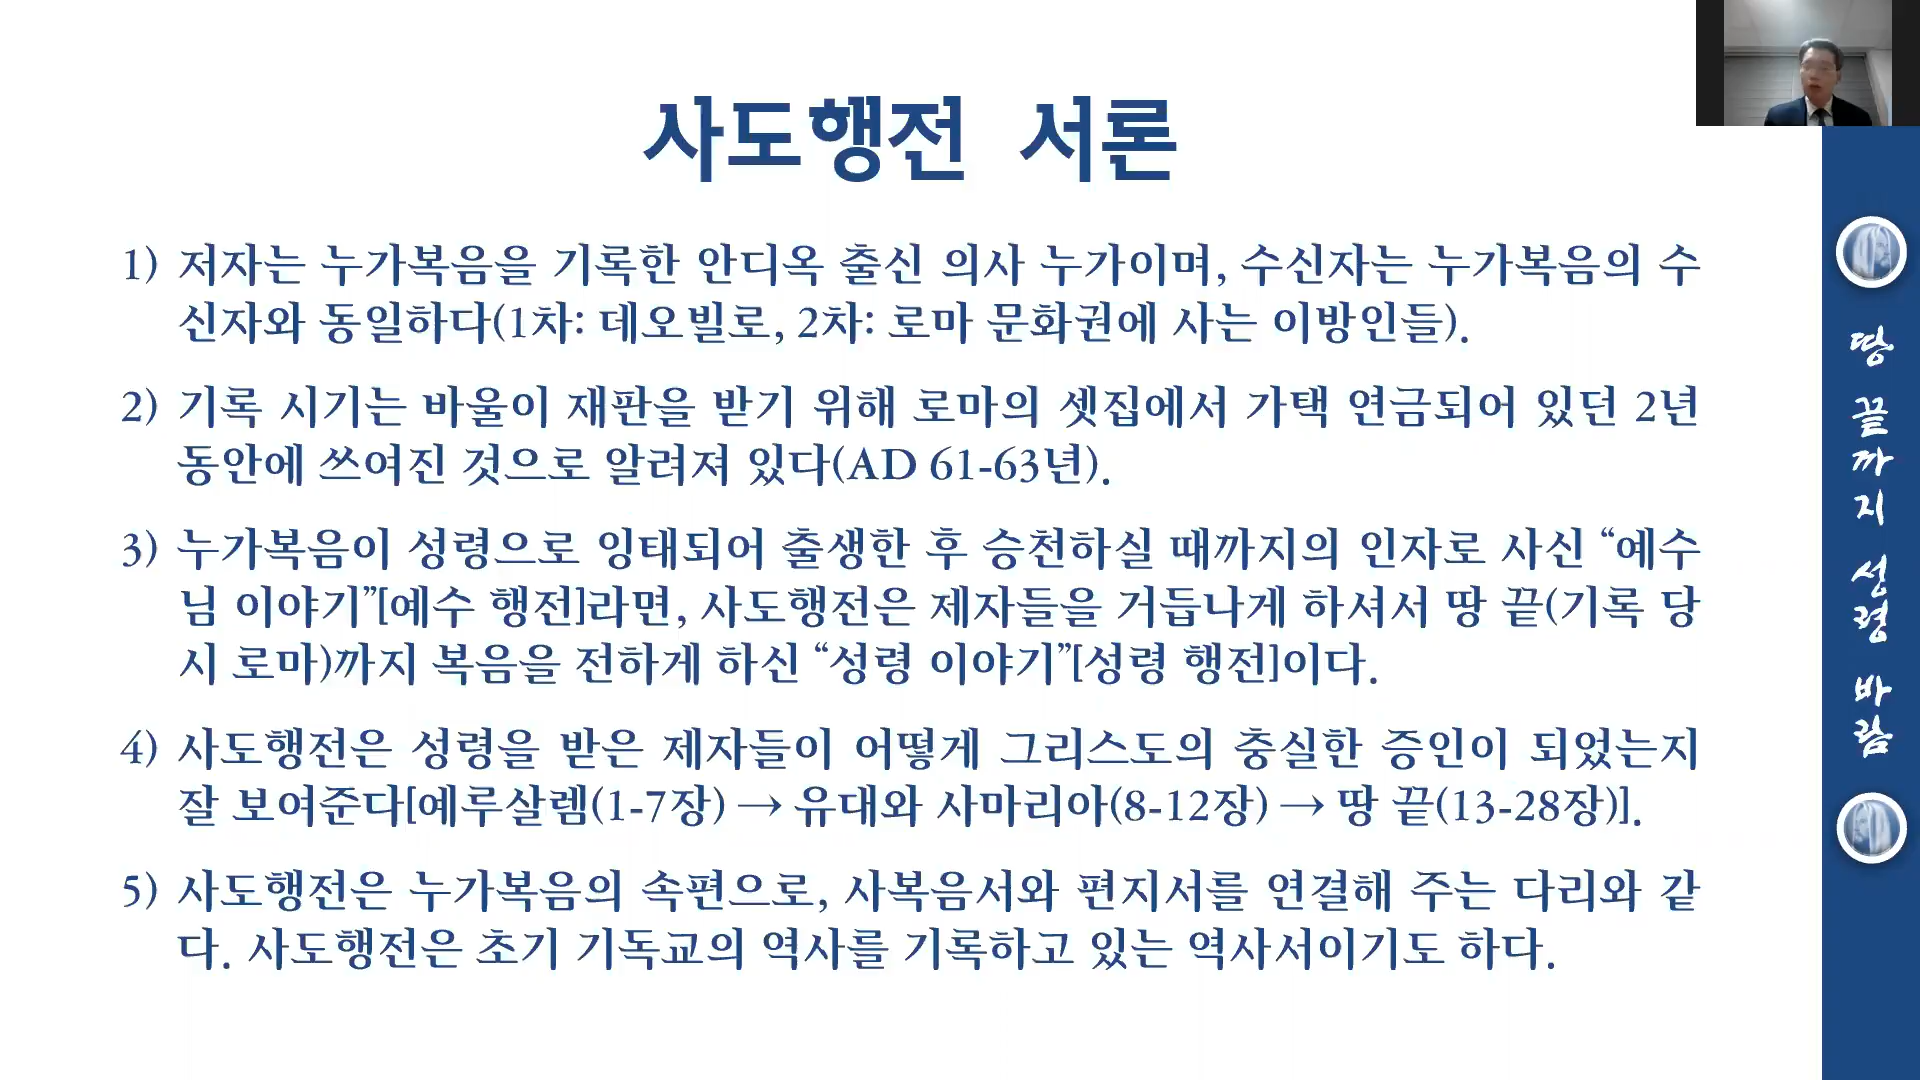 사도행전 서론
1) 저자는 누가복음을 기록한 안디옥 출신 의사 누가이며, 수신자는 누가복음의 수
신자와 동일하다(1차: 데오빌로, 2차: 로마 문화권에 사는 이방인들).
2) 기록 시기는 바울이 재판을 받기 위해 로마의 셋집에서 가택 연금되어 있던 2년
동안에 쓰여진 것으로 알려져 있다(AD 61-63년).
3) 누가복음이 성령으로 잉태되어 출생한 후 승천하실 때까지의 인자로 사신 “예수
님 이야기”[예수 행전]라면, 사도행전은 제자들을 거듭나게 하셔서 땅 끝(기록 당
시 로마)까지 복음을 전하게 하신 “성령 이야기”[성령 행전]이다.
4) 사도행전은 성령을 받은 제자들이 어떻게 그리스도의 충실한 증인이 되었는지
잘 보여준다[예루살렘(1-7장) → 유대와 사마리아(8-12장) → 땅 끝(13-28장)].
5) 사도행전은 누가복음의 속편으로, 사복음서와 편지서를 연결해 주는 다리와 같
다. 사도행전은 초기 기독교의 역사를 기록하고 있는 역사서이기도 하다.
땅 끝까지 성령 바람